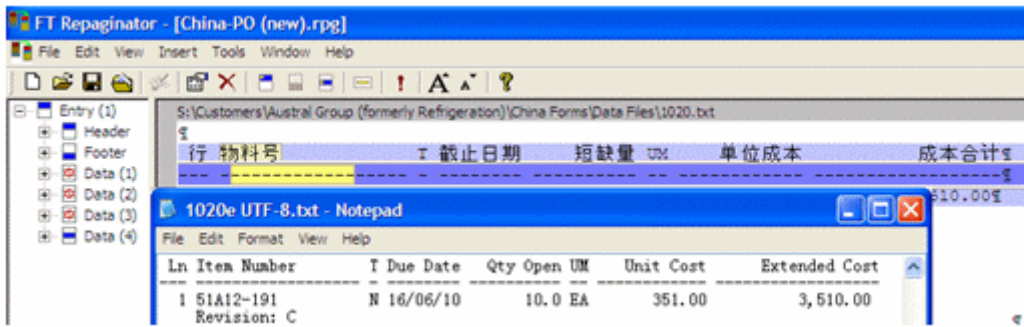 FT Repaginator - [China-PO (new).rpg]
File Edit View Insert Tools Window Help
Entry (1)
Header
Footer
Data (1)
Data (2)
Data (3)
Data (4)
S:\Customers\Austral Group (formerly Refrigeration)\China Forms\Data Files\1020.txt
¶
行 物料号 T 截止日期 短缺量 UM 单位成本 成本合计¶
--- ------------------ - -------- ---------- -- ------------ ------------------¶
510.00¶
1020e UTF-8.txt - Notepad
File Edit Format View Help
Ln Item Number T Due Date Qty Open UM Unit Cost Extended Cost
--- ------------------ - -------- ---------- -- ------------ ------------------
1 51A12-191 N 16/06/10 10.0 EA 351.00 3,510.00
Revision: C
¶